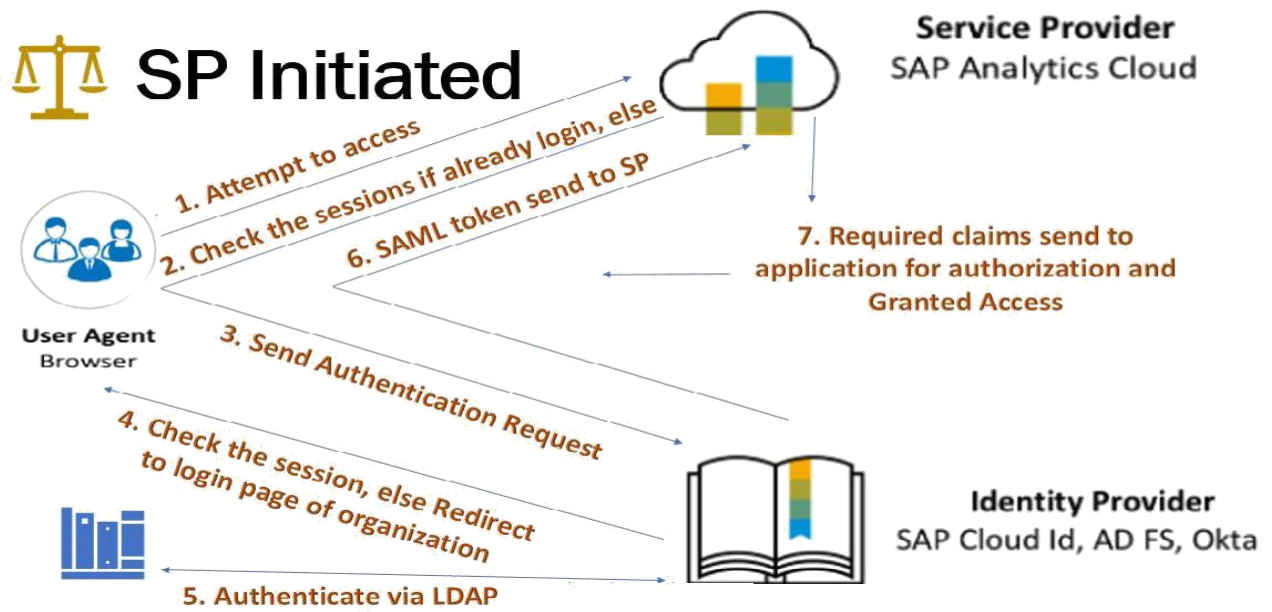 SP Initiated
Service Provider
SAP Analytics Cloud
1. Attempt to access
2. Check the sessions if already login, else
6. SAML token send to SP
7. Required claims send to
application for authorization and
Granted Access
User Agent
Browser
3. Send Authentication Request
4. Check the session, else Redirect
to login page of organization
Identity Provider
SAP Cloud Id, AD FS, Okta
5. Authenticate via LDAP